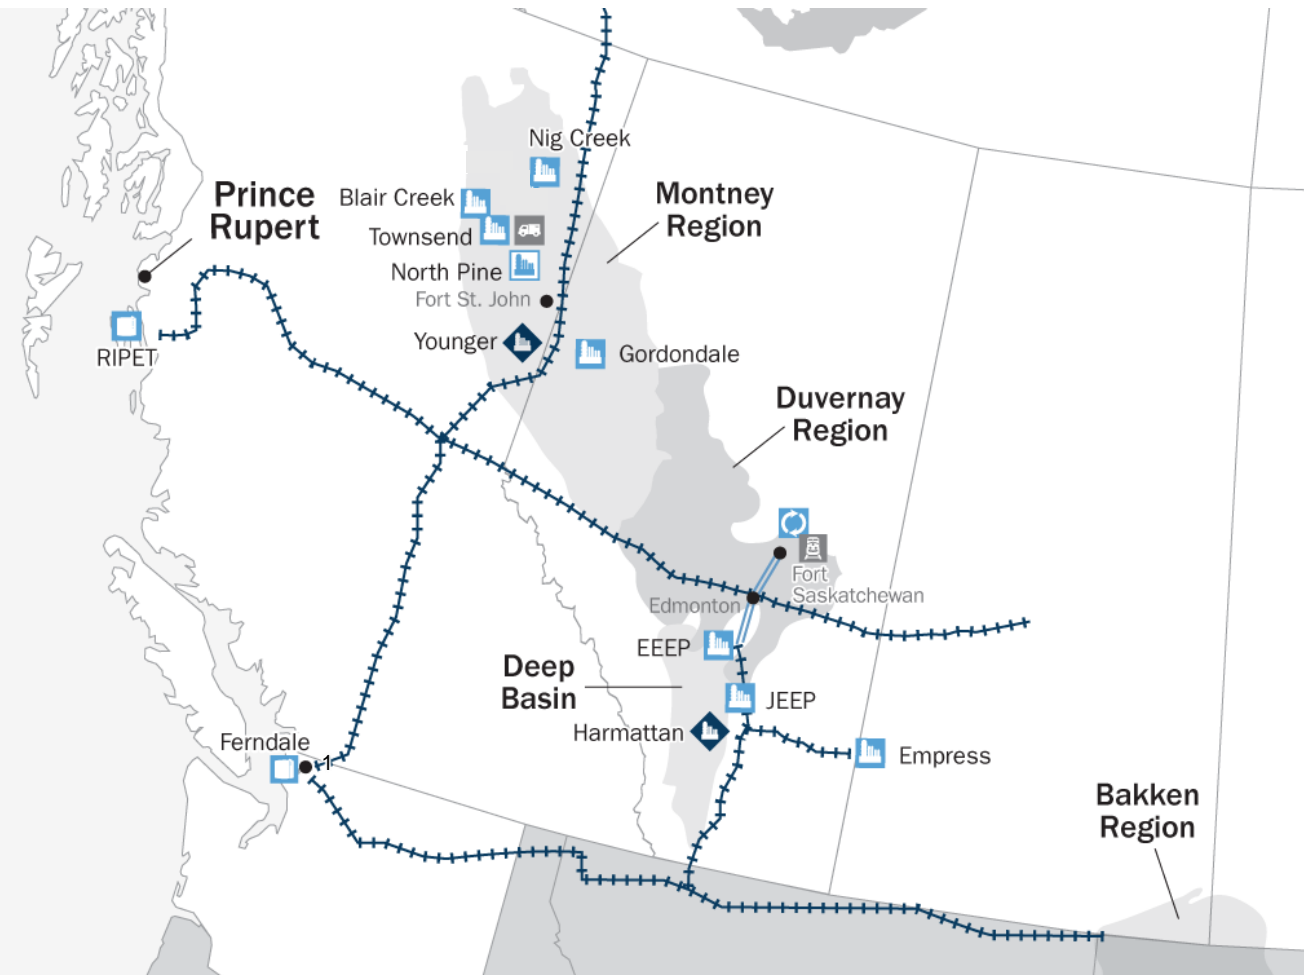 Nig Creek
Prince
Rupert
Blair Creek
Montney
Region
Townsend
North Pine
Fort St. John
Younger
Gordondale
RIPET
Duvernay
Region
Fort
Saskatchewan
Edmonton
EEEP
Deep
Basin
JEEP
Harmattan
Ferndale
1
Empress
Bakken
Region